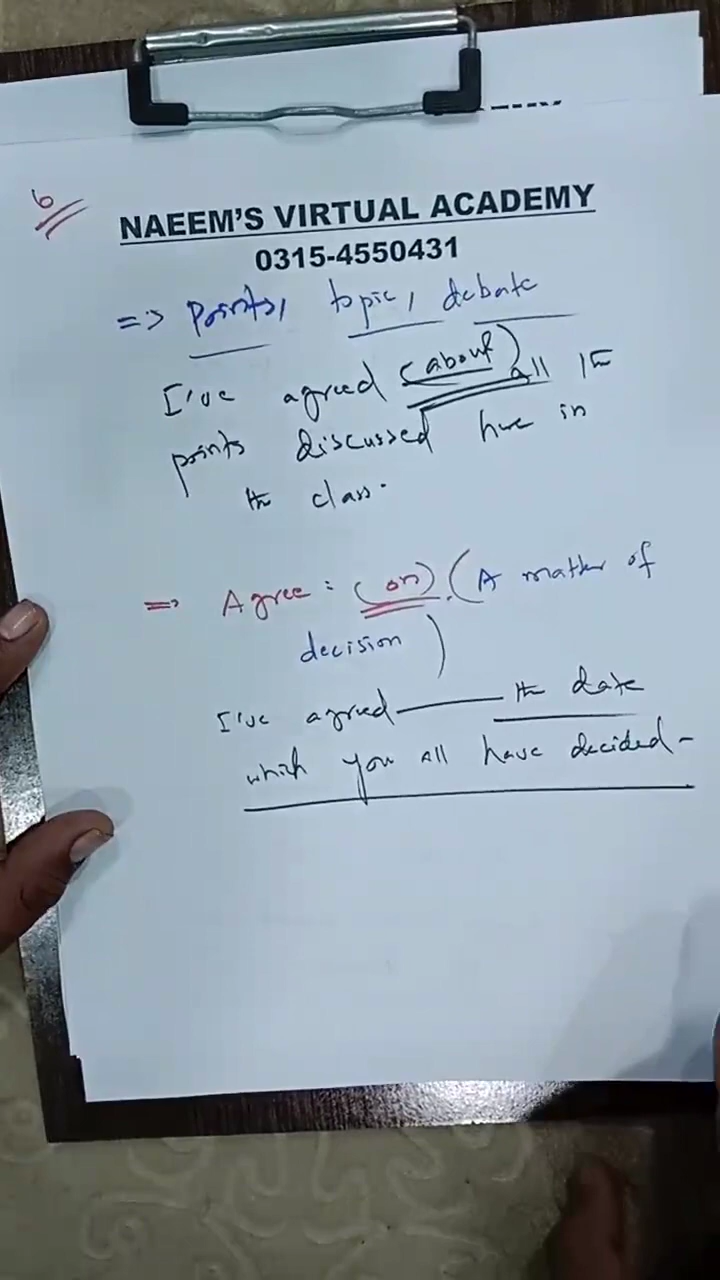 6
NAEEM'S VIRTUAL ACADEMY
0315-4550431
=> Points, topic, debate
I've agreed (about) all the
points discussed here in
the class.
=> Agree : (on). (A matter of
decision)
I've agreed ——— the date
which you all have decided-